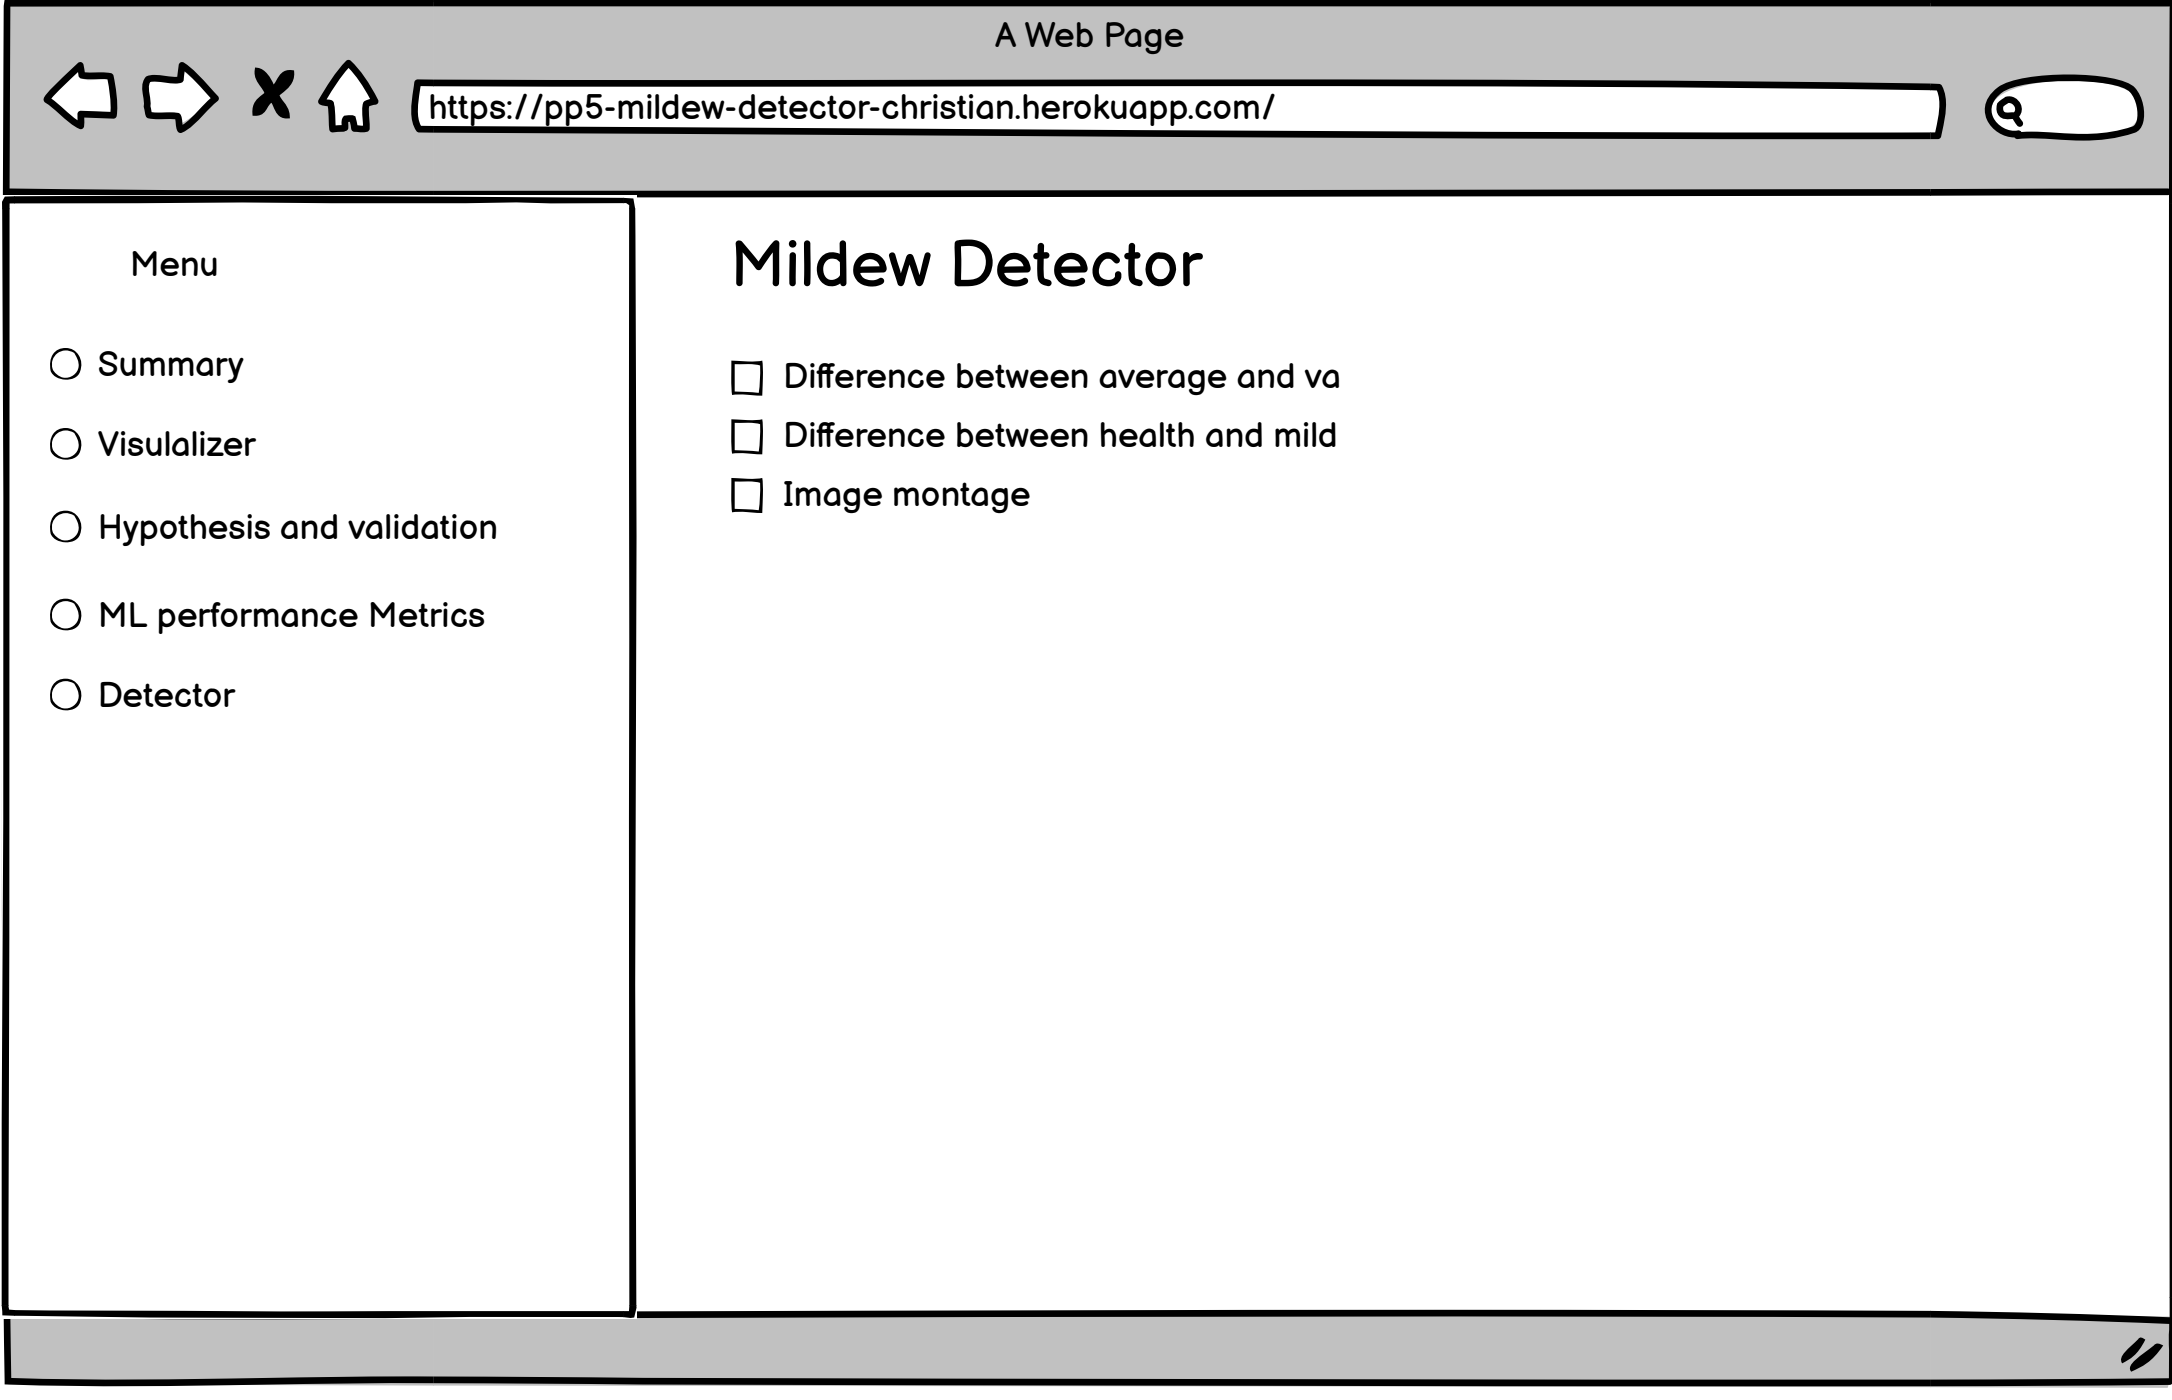 A Web Page
https://pp5-mildew-detector-christian.herokuapp.com/
Menu
Summary
Visulalizer
Hypothesis and validation
ML performance Metrics
Detector
Mildew Detector
Difference between average and va
Difference between health and mild
Image montage